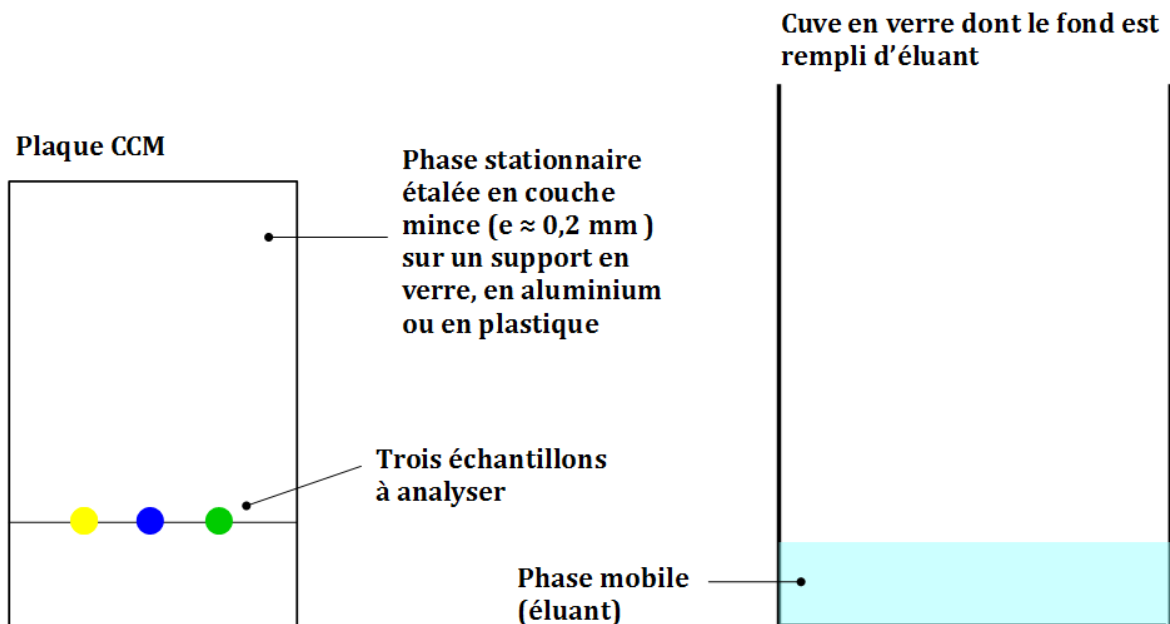 Cuve en verre dont le fond est
rempli d'éluant
Plaque CCM
Phase stationnaire
étalée en couche
mince (e ≈ 0,2 mm )
sur un support en
verre, en aluminium
ou en plastique
Trois échantillons
à analyser
Phase mobile
(éluant)